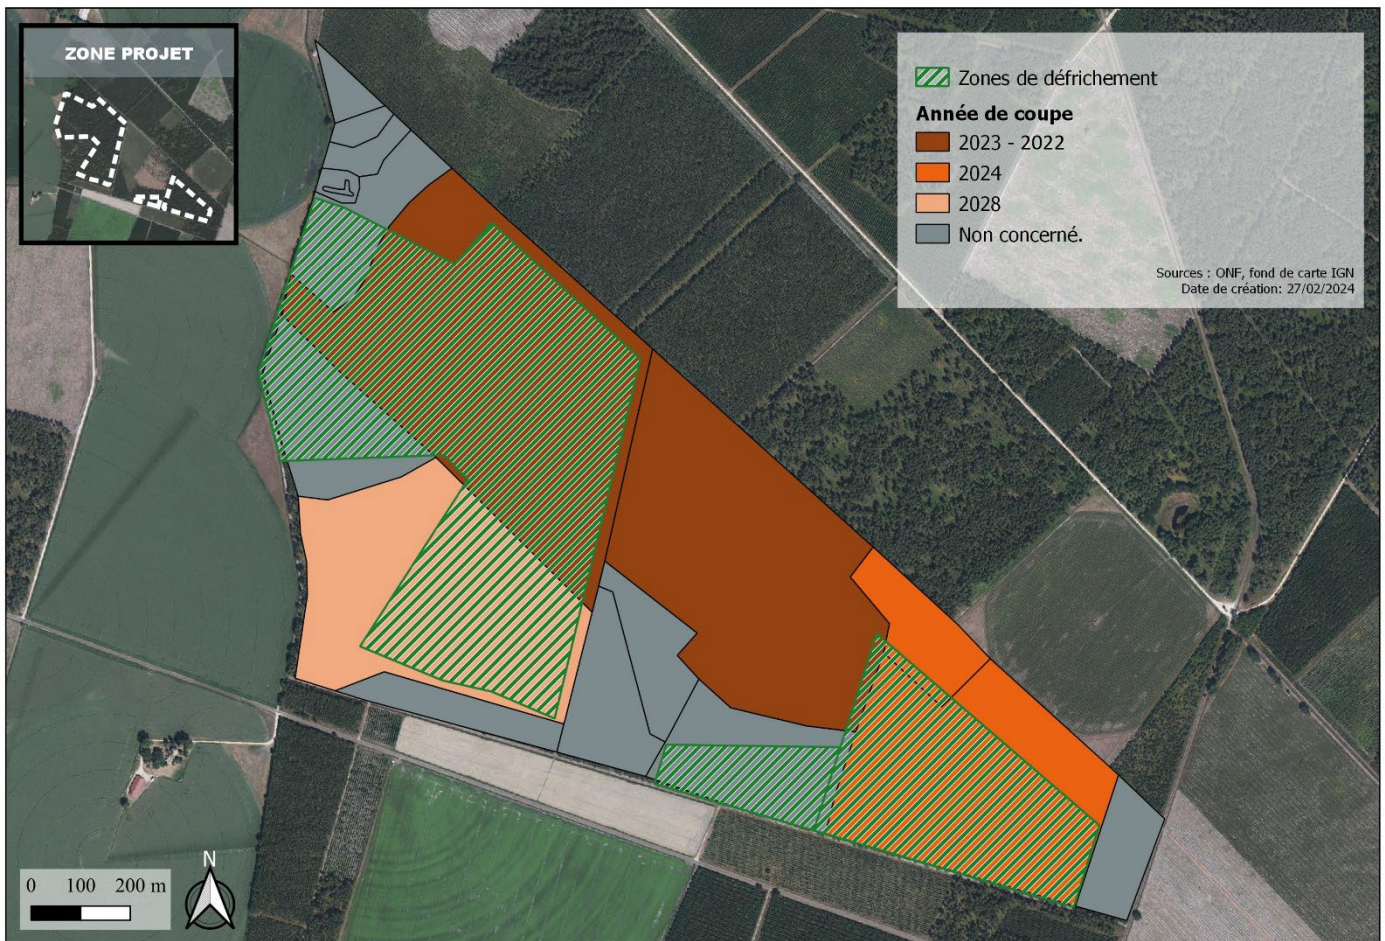 ZONE PROJET
Zones de défrichement
Année de coupe
2023 - 2022
2024
2028
Non concerné.
Sources : ONF, fond de carte IGN
Date de création: 27/02/2024
0 100 200 m
N